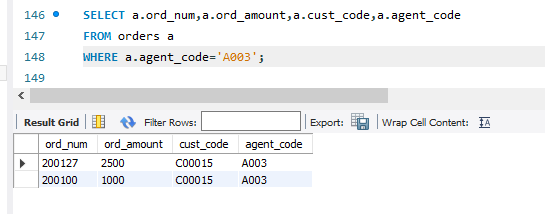 146 SELECT a.ord_num,a.ord_amount,a.cust_code,a.agent_code
147 FROM orders a
148 WHERE a.agent_code='A003';
149
Result Grid Filter Rows: Export: Wrap Cell Content: IA
ord_num ord_amount cust_code agent_code
200127 2500 C00015 A003
200100 1000 C00015 A003